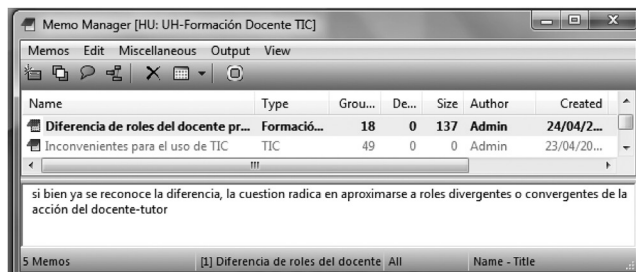 Memo Manager [HU: UH-Formación Docente TIC]
Memos Edit Miscellaneous Output View
Name Type Grou... De... Size Author Created
Diferencia de roles del docente pr... Formació... 18 0 137 Admin 24/04/2...
Inconvenientes para el uso de TIC TIC 49 0 0 Admin 23/04/20...
si bien ya se reconoce la diferencia, la cuestion radica en aproximarse a roles divergentes o convergentes de la
acción del docente-tutor
5 Memos [1] Diferencia de roles del docente All Name - Title